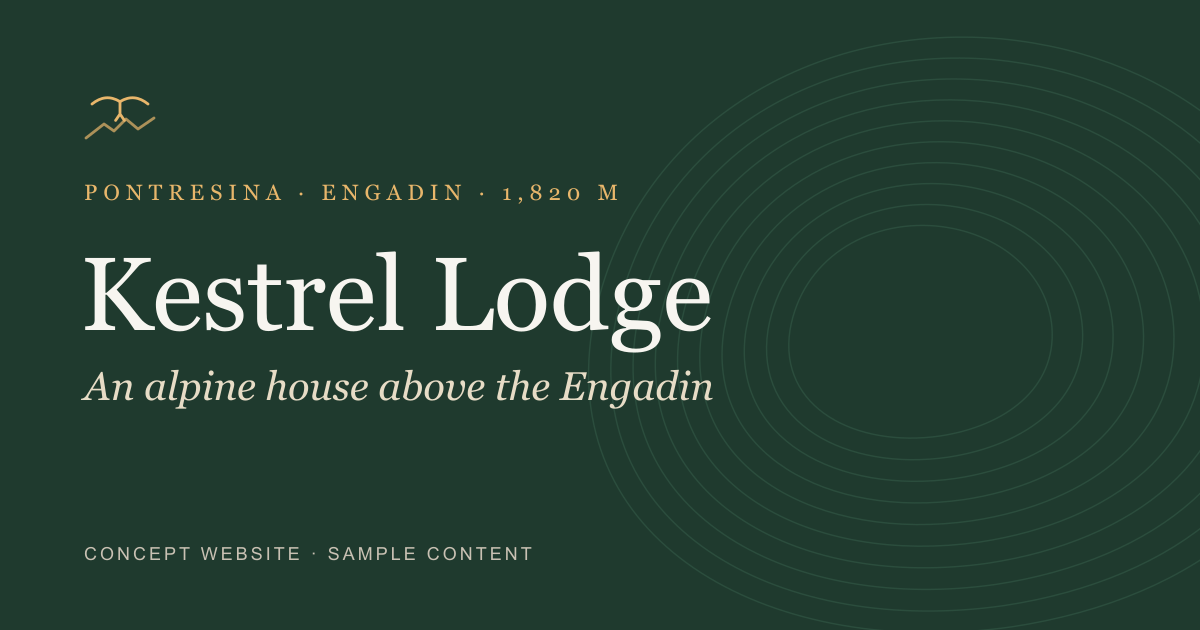 PONTRESINA · ENGADIN · 1,820 M
Kestrel Lodge
An alpine house above the Engadin
CONCEPT WEBSITE · SAMPLE CONTENT